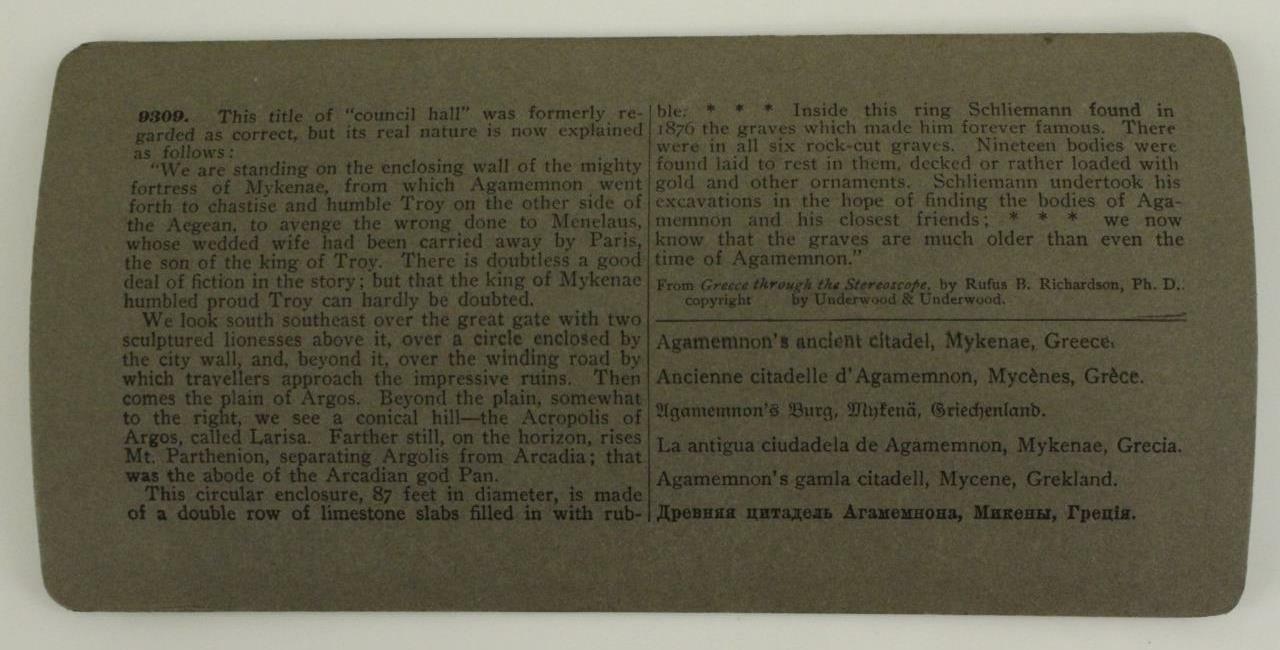 9309. This title of "council hall" was formerly re-
garded as correct, but its real nature is now explained
as follows:
"We are standing on the enclosing wall of the mighty
fortress of Mykenae, from which Agamemnon went
forth to chastise and humble Troy on the other side of
the Aegean, to avenge the wrong done to Menelaus,
whose wedded wife had been carried away by Paris,
the son of the king of Troy. There is doubtless a good
deal of fiction in the story; but that the king of Mykenae
humbled proud Troy can hardly be doubted.
We look south southeast over the great gate with two
sculptured lionesses above it, over a circle enclosed by
the city wall, and, beyond it, over the winding road by
which travellers approach the impressive ruins. Then
comes the plain of Argos. Beyond the plain, somewhat
to the right, we see a conical hill—the Acropolis of
Argos, called Larisa. Farther still, on the horizon, rises
Mt. Parthenion, separating Argolis from Arcadia; that
was the abode of the Arcadian god Pan.
This circular enclosure, 87 feet in diameter, is made
of a double row of limestone slabs filled in with rub-
ble. * * * Inside this ring Schliemann found in
1876 the graves which made him forever famous. There
were in all six rock-cut graves. Nineteen bodies were
found laid to rest in them, decked or rather loaded with
gold and other ornaments. Schliemann undertook his
excavations in the hope of finding the bodies of Aga-
memnon and his closest friends; * * * we now
know that the graves are much older than even the
time of Agamemnon."
From Greece through the Stereoscope, by Rufus B. Richardson, Ph. D.;
copyright by Underwood & Underwood.
Agamemnon's ancient citadel, Mykenae, Greece.
Ancienne citadelle d'Agamemnon, Mycènes, Grèce.
Agamemnon's Burg, Mykenä, Griechenland.
La antigua ciudadela de Agamemnon, Mykenae, Grecia.
Agamemnon's gamla citadell, Mycene, Grekland.
Древняя цитадель Агамемнона, Микены, Греція.